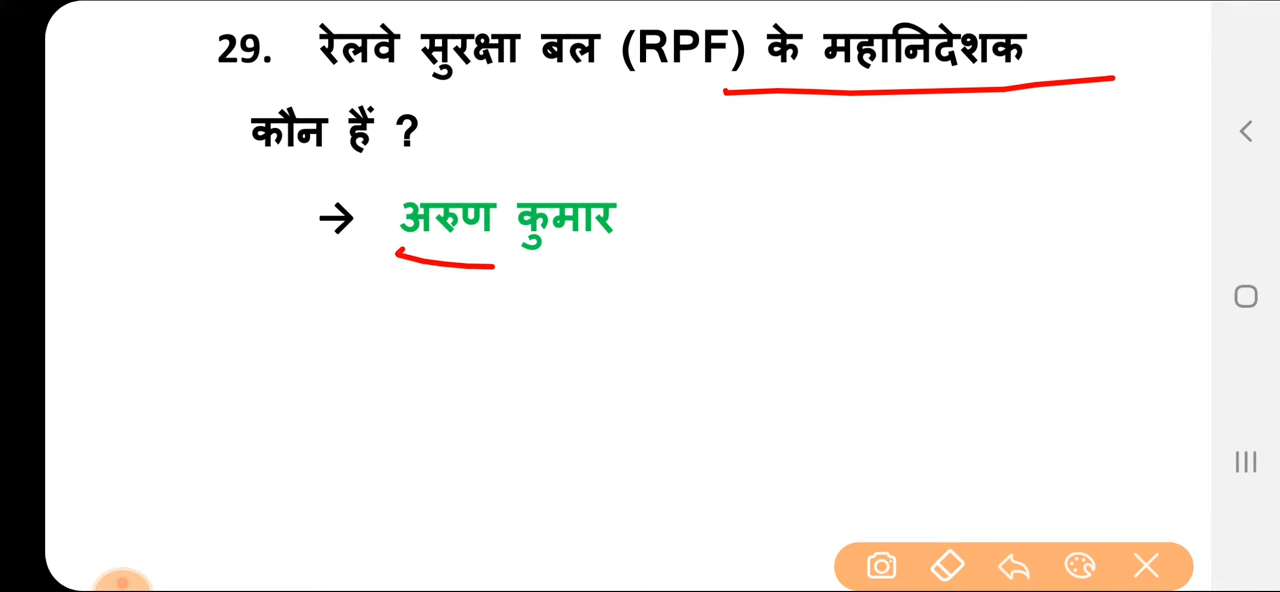 29. रेलवे सुरक्षा बल (RPF) के महानिदेशक
कौन हैं ?
→ अरुण कुमार